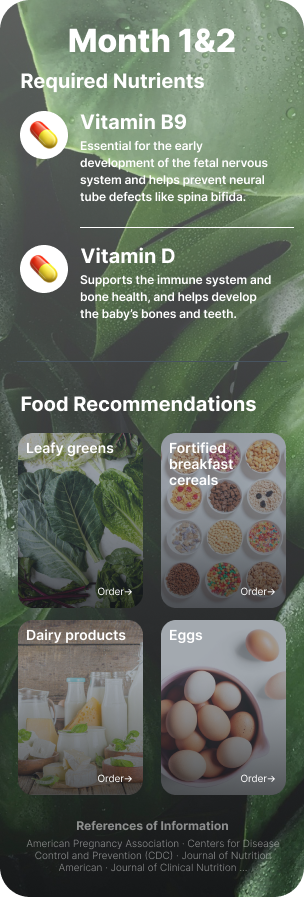 Month 1&2
Required Nutrients
Vitamin B9
Essential for the early
development of the fetal nervous
system and helps prevent neural
tube defects like spina bifida.
Vitamin D
Supports the immune system and
bone health, and helps develop
the baby's bones and teeth.
Food Recommendations
Leafy greens
Order→
Fortified
breakfast
cereals
Order→
Dairy products
Order→
Eggs
Order→
References of Information
American Pregnancy Association · Centers for Disease
Control and Prevention (CDC) · Journal of Nutrition
American · Journal of Clinical Nutrition ...